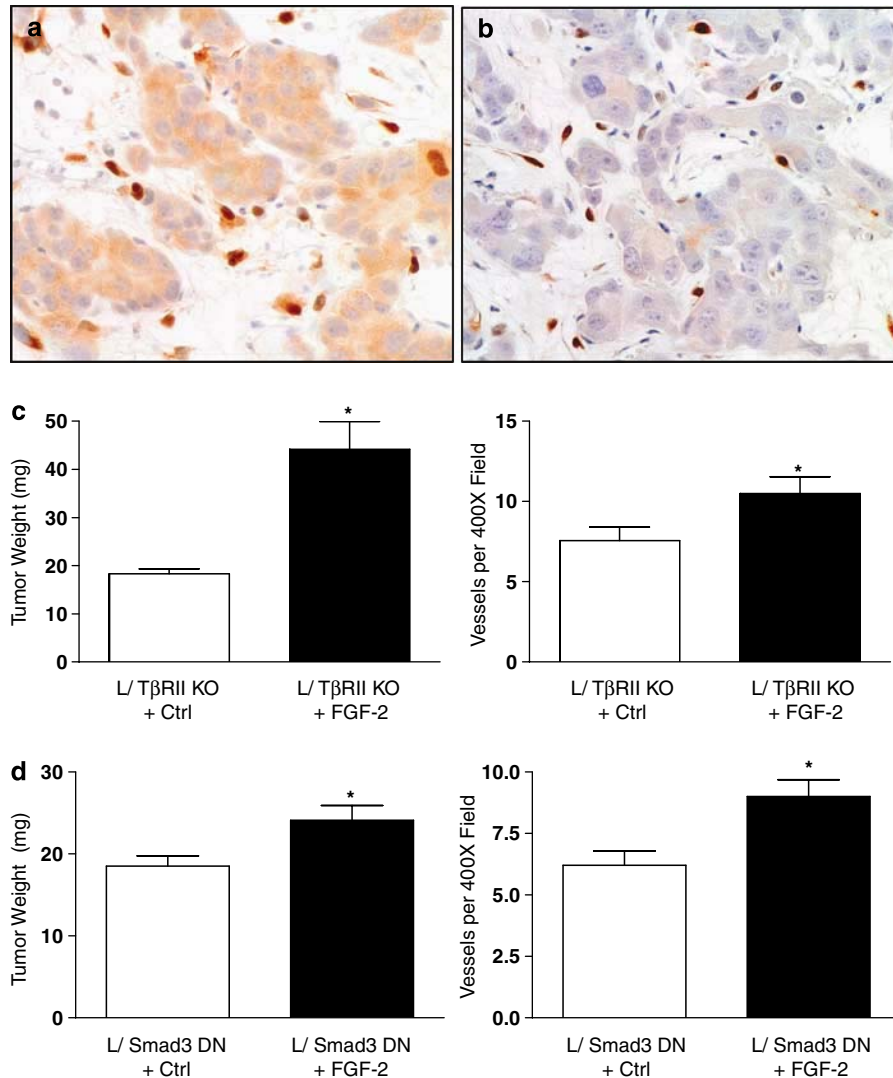 a
b
c
50
40
30
20
10
0
Tumor Weight (mg)
*
L/ TβRII KO
+ Ctrl
L/ TβRII KO
+ FGF-2
15
10
5
0
Vessels per 400X Field
*
L/ TβRII KO
+ Ctrl
L/ TβRII KO
+ FGF-2
d
30
20
10
0
Tumor Weight (mg)
*
L/ Smad3 DN
+ Ctrl
L/ Smad3 DN
+ FGF-2
10.0
7.5
5.0
2.5
0.0
Vessels per 400X Field
*
L/ Smad3 DN
+ Ctrl
L/ Smad3 DN
+ FGF-2